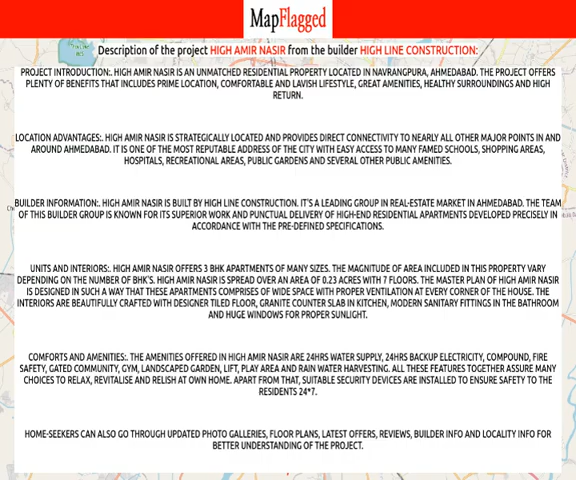 MapFlagged
Description of the project HIGH AMIR NASIR from the builder HIGH LINE CONSTRUCTION:
PROJECT INTRODUCTION:. HIGH AMIR NASIR IS AN UNMATCHED RESIDENTIAL PROPERTY LOCATED IN NAVRANGPURA, AHMEDABAD. THE PROJECT OFFERS
PLENTY OF BENEFITS THAT INCLUDES PRIME LOCATION, COMFORTABLE AND LAVISH LIFESTYLE, GREAT AMENITIES, HEALTHY SURROUNDINGS AND HIGH
RETURN.
LOCATION ADVANTAGES:. HIGH AMIR NASIR IS STRATEGICALLY LOCATED AND PROVIDES DIRECT CONNECTIVITY TO NEARLY ALL OTHER MAJOR POINTS IN AND
AROUND AHMEDABAD. IT IS ONE OF THE MOST REPUTABLE ADDRESS OF THE CITY WITH EASY ACCESS TO MANY FAMED SCHOOLS, SHOPPING AREAS,
HOSPITALS, RECREATIONAL AREAS, PUBLIC GARDENS AND SEVERAL OTHER PUBLIC AMENITIES.
BUILDER INFORMATION:. HIGH AMIR NASIR IS BUILT BY HIGH LINE CONSTRUCTION. IT'S A LEADING GROUP IN REAL-ESTATE MARKET IN AHMEDABAD. THE TEAM
OF THIS BUILDER GROUP IS KNOWN FOR ITS SUPERIOR WORK AND PUNCTUAL DELIVERY OF HIGH-END RESIDENTIAL APARTMENTS DEVELOPED PRECISELY IN
ACCORDANCE WITH THE PRE-DEFINED SPECIFICATIONS.
UNITS AND INTERIORS:. HIGH AMIR NASIR OFFERS 3 BHK APARTMENTS OF MANY SIZES. THE MAGNITUDE OF AREA INCLUDED IN THIS PROPERTY VARY
DEPENDING ON THE NUMBER OF BHK'S. HIGH AMIR NASIR IS SPREAD OVER AN AREA OF 0.23 ACRES WITH 7 FLOORS. THE MASTER PLAN OF HIGH AMIR NASIR
IS DESIGNED IN SUCH A WAY THAT THESE APARTMENTS COMPRISES OF WIDE SPACE WITH PROPER VENTILATION AT EVERY CORNER OF THE HOUSE. THE
INTERIORS ARE BEAUTIFULLY CRAFTED WITH DESIGNER TILED FLOOR, GRANITE COUNTER SLAB IN KITCHEN, MODERN SANITARY FITTINGS IN THE BATHROOM
AND HUGE WINDOWS FOR PROPER SUNLIGHT.
COMFORTS AND AMENITIES:. THE AMENITIES OFFERED IN HIGH AMIR NASIR ARE 24HRS WATER SUPPLY, 24HRS BACKUP ELECTRICITY, COMPOUND, FIRE
SAFETY, GATED COMMUNITY, GYM, LANDSCAPED GARDEN, LIFT, PLAY AREA AND RAIN WATER HARVESTING. ALL THESE FEATURES TOGETHER ASSURE MANY
CHOICES TO RELAX, REVITALISE AND RELISH AT OWN HOME. APART FROM THAT, SUITABLE SECURITY DEVICES ARE INSTALLED TO ENSURE SAFETY TO THE
RESIDENTS 24*7.
HOME-SEEKERS CAN ALSO GO THROUGH UPDATED PHOTO GALLERIES, FLOOR PLANS, LATEST OFFERS, REVIEWS, BUILDER INFO AND LOCALITY INFO FOR
BETTER UNDERSTANDING OF THE PROJECT.